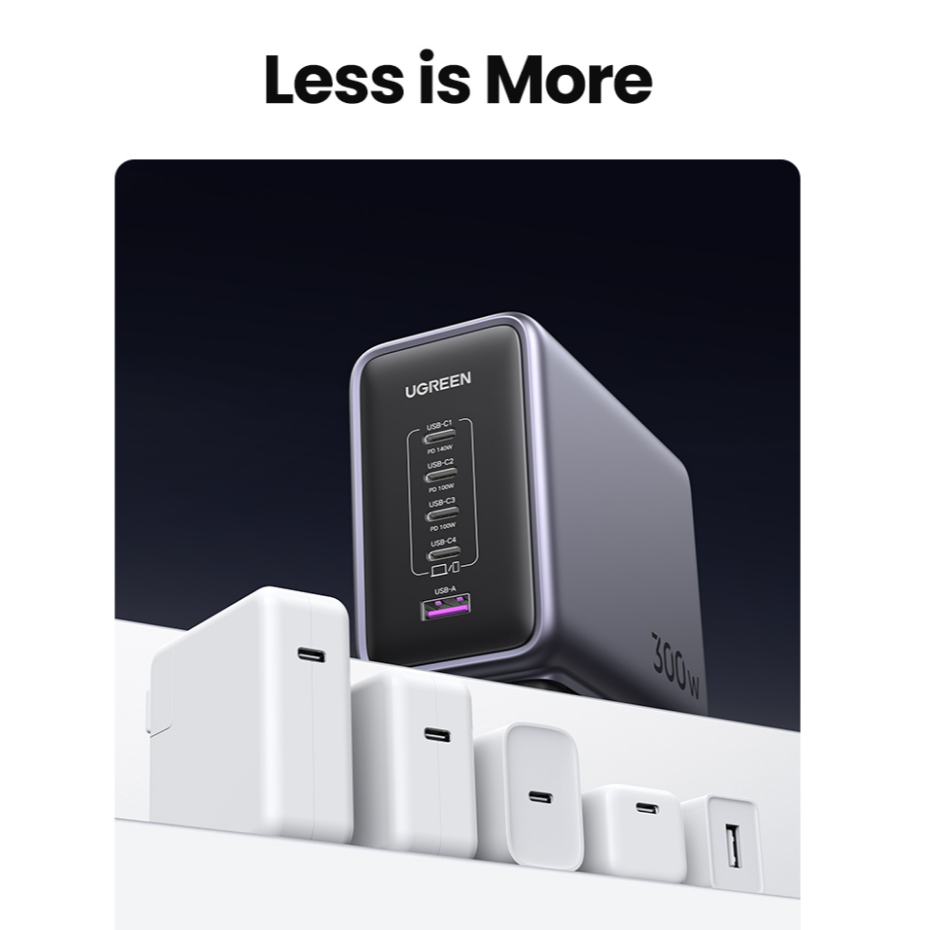 Less is More
UGREEN
USB-C1
PD 140W
USB-C2
PD 100W
USB-C3
PD 100W
USB-C4
USB-A
300W